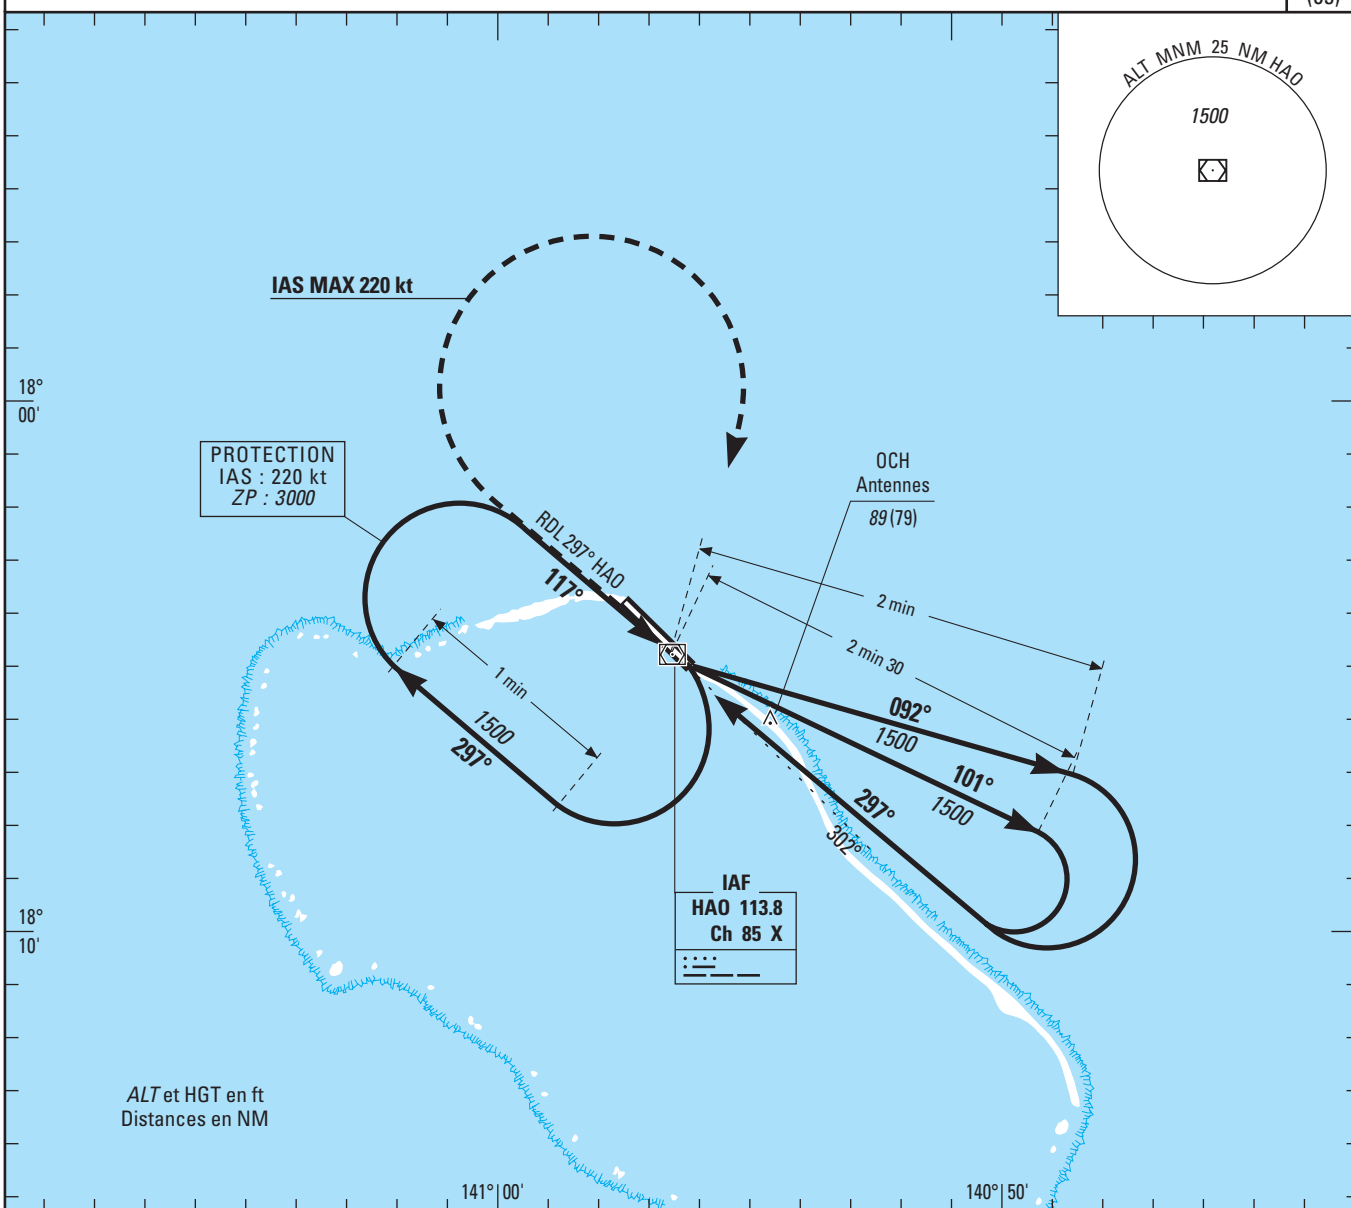 ALT MNM 25 NM HAO
1500
IAS MAX 220 kt
18°
00'
PROTECTION
IAS : 220 kt
ZP : 3000
OCH
Antennes
89 (79)
RDL 297° HAO
117°
2 min
2 min 30
1 min
1500
297°
092°
1500
101°
1500
297°
302°
IAF
HAO 113.8
Ch 85 X
18°
10'
ALT et HGT en ft
Distances en NM
141° 00'
140° 50'